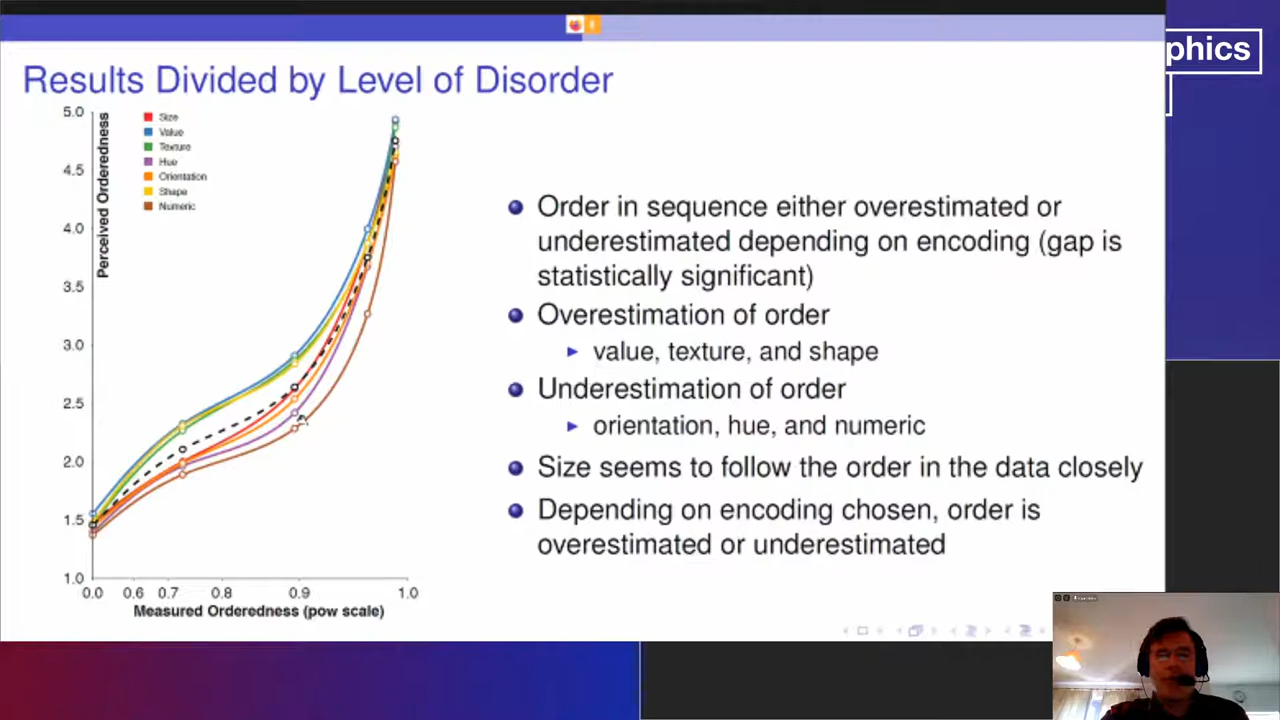 phics
Results Divided by Level of Disorder
5.0
4.5
4.0
3.5
3.0
2.5
2.0
1.5
1.0
Perceived Orderedness
Size
Value
Texture
Hue
Orientation
Shape
Numeric
0.0 0.6 0.7 0.8 0.9 1.0
Measured Orderedness (pow scale)
Order in sequence either overestimated or
underestimated depending on encoding (gap is
statistically significant)
Overestimation of order
value, texture, and shape
Underestimation of order
orientation, hue, and numeric
Size seems to follow the order in the data closely
Depending on encoding chosen, order is
overestimated or underestimated